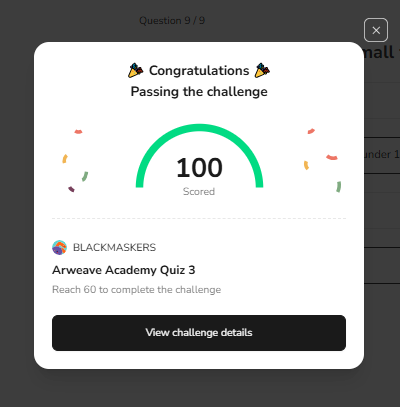 Question 9 / 9
mall
🎉 Congratulations 🎉
Passing the challenge
under 1
100
Scored
BLACKMASKERS
Arweave Academy Quiz 3
Reach 60 to complete the challenge
View challenge details